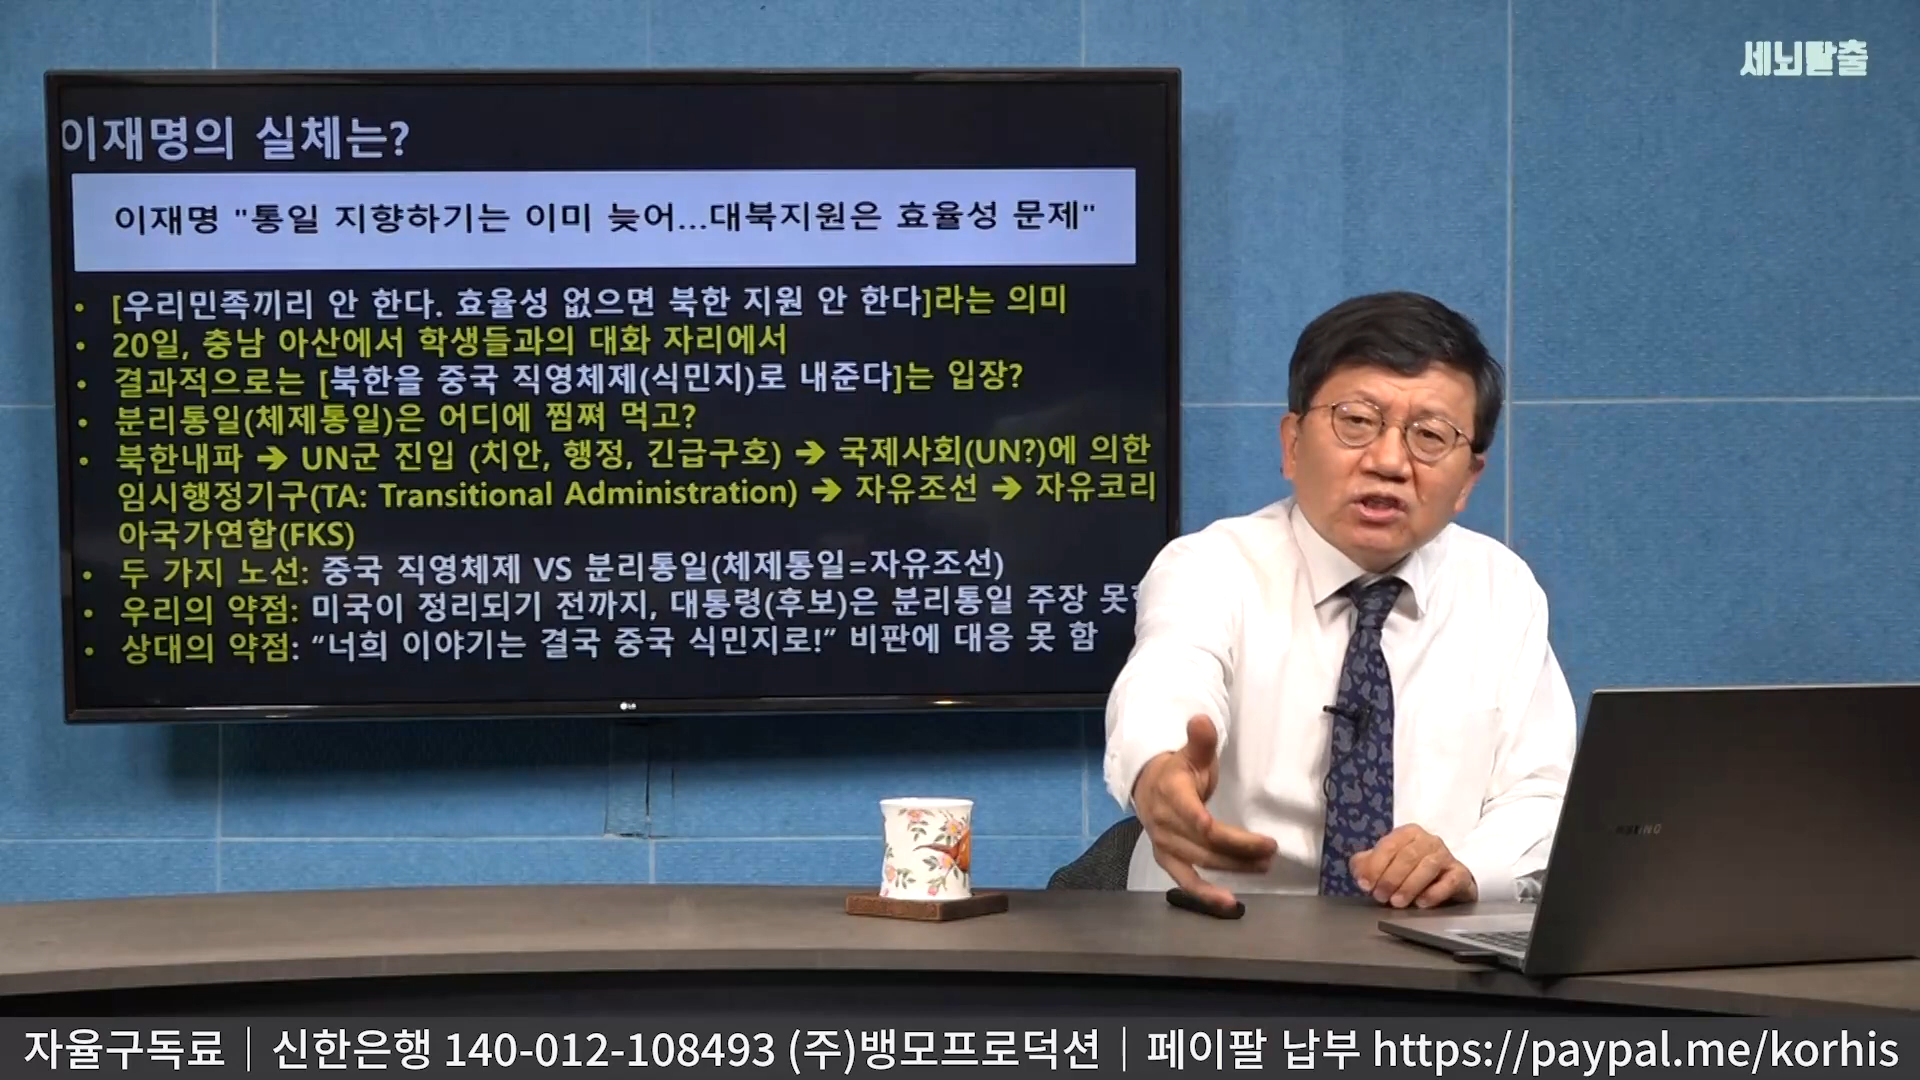 세뇌탈출
이재명의 실체는?
이재명 "통일 지향하기는 이미 늦어...대북지원은 효율성 문제"
• [우리민족끼리 안 한다. 효율성 없으면 북한 지원 안 한다]라는 의미
• 20일, 충남 아산에서 학생들과의 대화 자리에서
• 결과적으로는 [북한을 중국 직영체제(식민지)로 내준다]는 입장?
• 분리통일(체제통일)은 어디에 찜쪄 먹고?
• 북한내파 ➔ UN군 진입 (치안, 행정, 긴급구호) ➔ 국제사회(UN?)에 의한
임시행정기구(TA: Transitional Administration) ➔ 자유조선 ➔ 자유코리
아국가연합(FKS)
• 두 가지 노선: 중국 직영체제 VS 분리통일(체제통일=자유조선)
• 우리의 약점: 미국이 정리되기 전까지, 대통령(후보)은 분리통일 주장
• 상대의 약점: “너희 이야기는 결국 중국 식민지로!” 비판에 대응 못 함
LG
자율구독료│신한은행 140-012-108493 (주)뱅모프로덕션│페이팔 납부 https://paypal.me/korhis